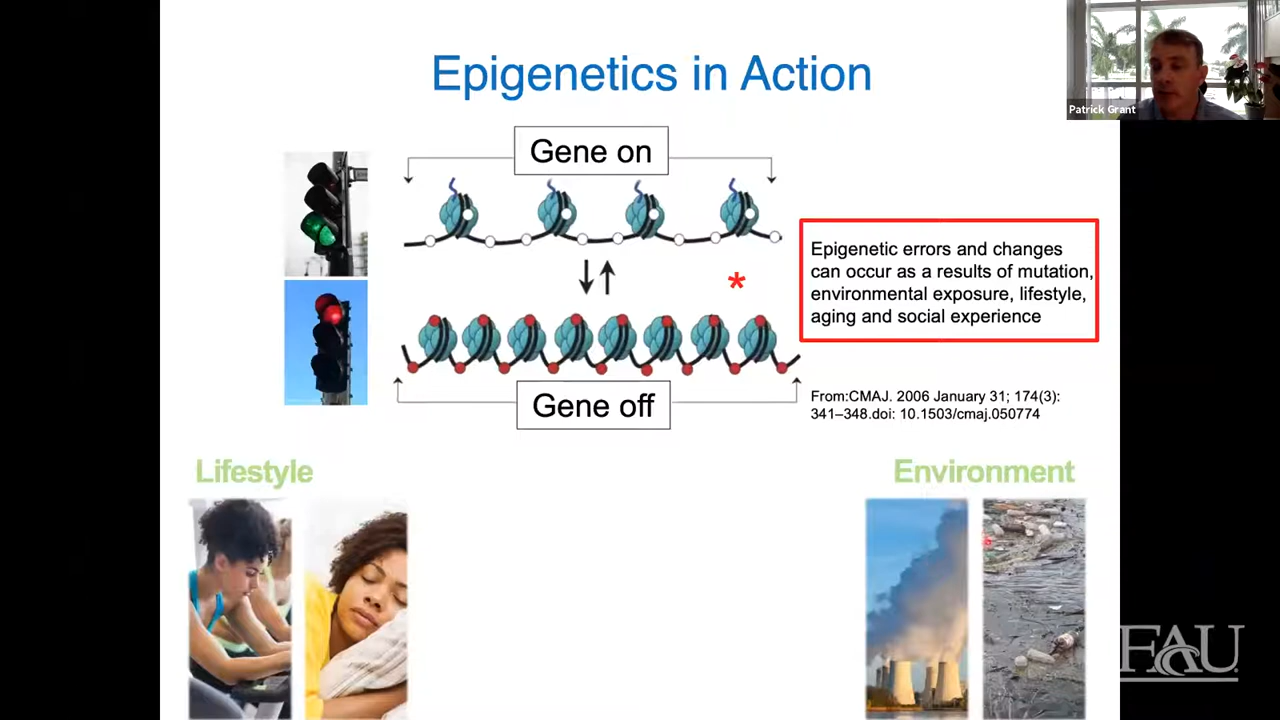 Epigenetics in Action
Patrick Grant
Gene on
Epigenetic errors and changes
can occur as a results of mutation,
environmental exposure, lifestyle,
aging and social experience
*
Gene off
From:CMAJ. 2006 January 31; 174(3):
341–348.doi: 10.1503/cmaj.050774
Lifestyle
Environment
FAU